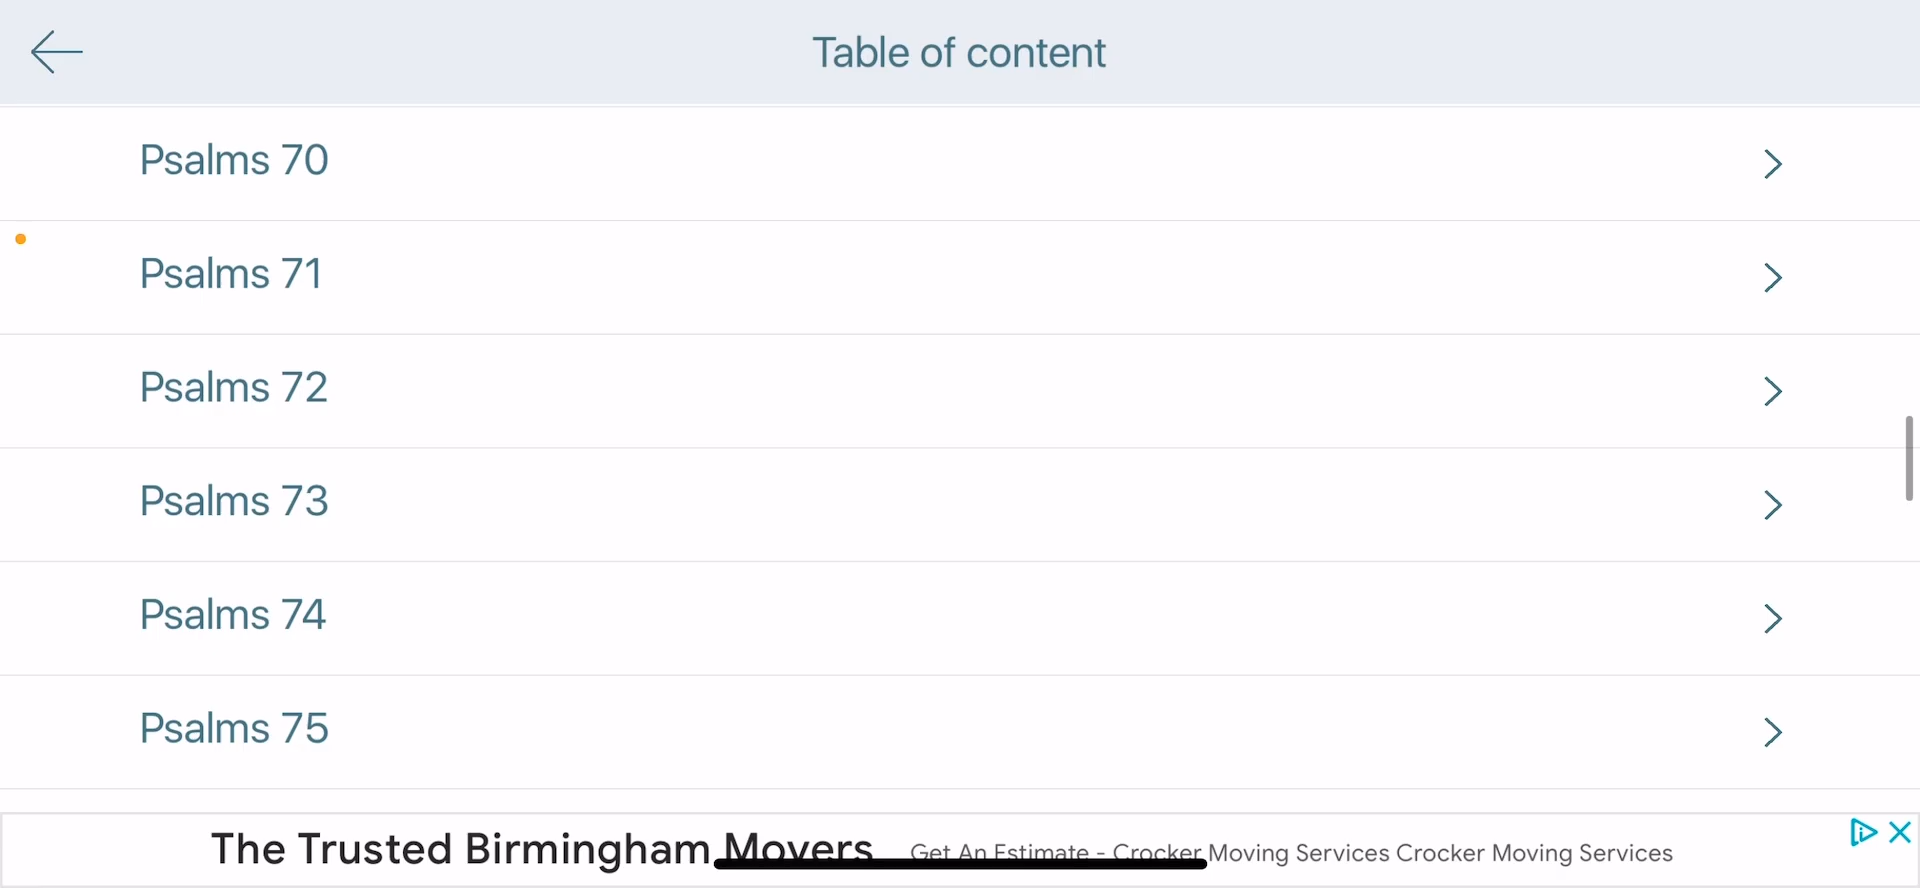 Table of content
Psalms 70
Psalms 71
Psalms 72
Psalms 73
Psalms 74
Psalms 75
The Trusted Birmingham Movers
Get An Estimate - Crocker Moving Services Crocker Moving Services